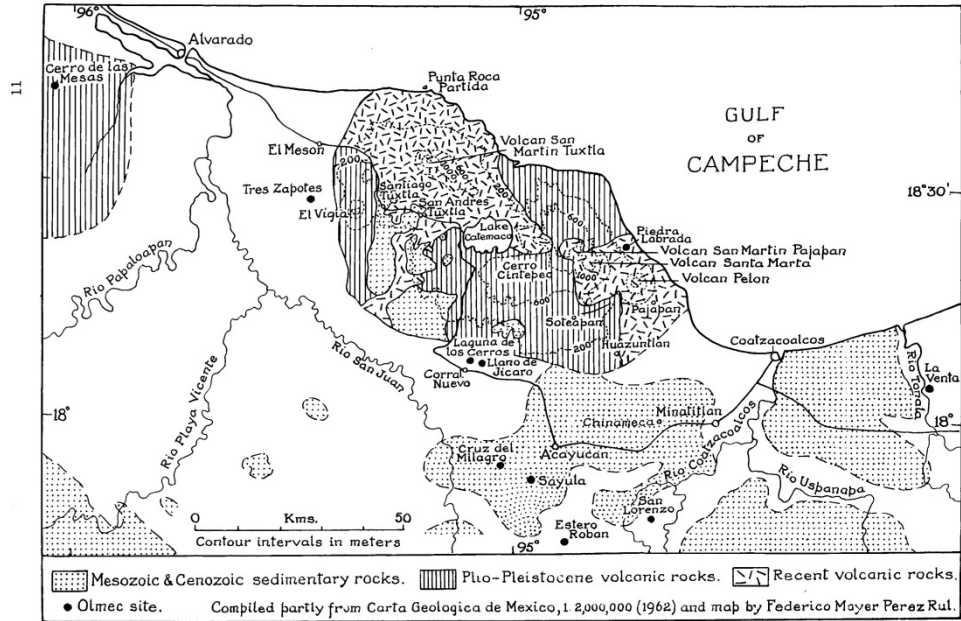 96°
95°
Alvarado
Cerro de las
Mesas
11
Punta Roca
Partida
GULF
OF
CAMPECHE
El Meson
Volcan San
Martin Tuxtla
200
1000
600
200
Santiago
Tuxtla
Tres Zapotes
San Andres
Tuxtla
18°30'
El Vigia
600
Lake
Catemaco
Piedra
Labrada
Volcan San Martin Pajapan
Volcan Santa Marta
Volcan Pelon
Rio Papaloapan
Cerro
Cintepec
1000
600
Pajapan
Soteapan
200
Coatzacoalcos
Huazuntlan
Laguna de
los Cerros
Llano de
Jicaro
Corral
Nuevo
Rio San Juan
Rio Tonala
La
Venta
18°
18°
Rio Playa Vicente
Chinameca
Minatitlan
Rio Coatzacoalcos
Cruz del
Milagro
Acayucan
Sayula
Rio Uspanapa
San
Lorenzo
Estero
Roban
0 Kms. 50
Contour intervals in meters
95°
Mesozoic & Cenozoic sedimentary rocks. Plio-Pleistocene volcanic rocks. Recent volcanic rocks.
Olmec site. Compiled partly from Carta Geologica de Mexico, 1:2,000,000 (1962) and map by Federico Mayer Perez Rul.